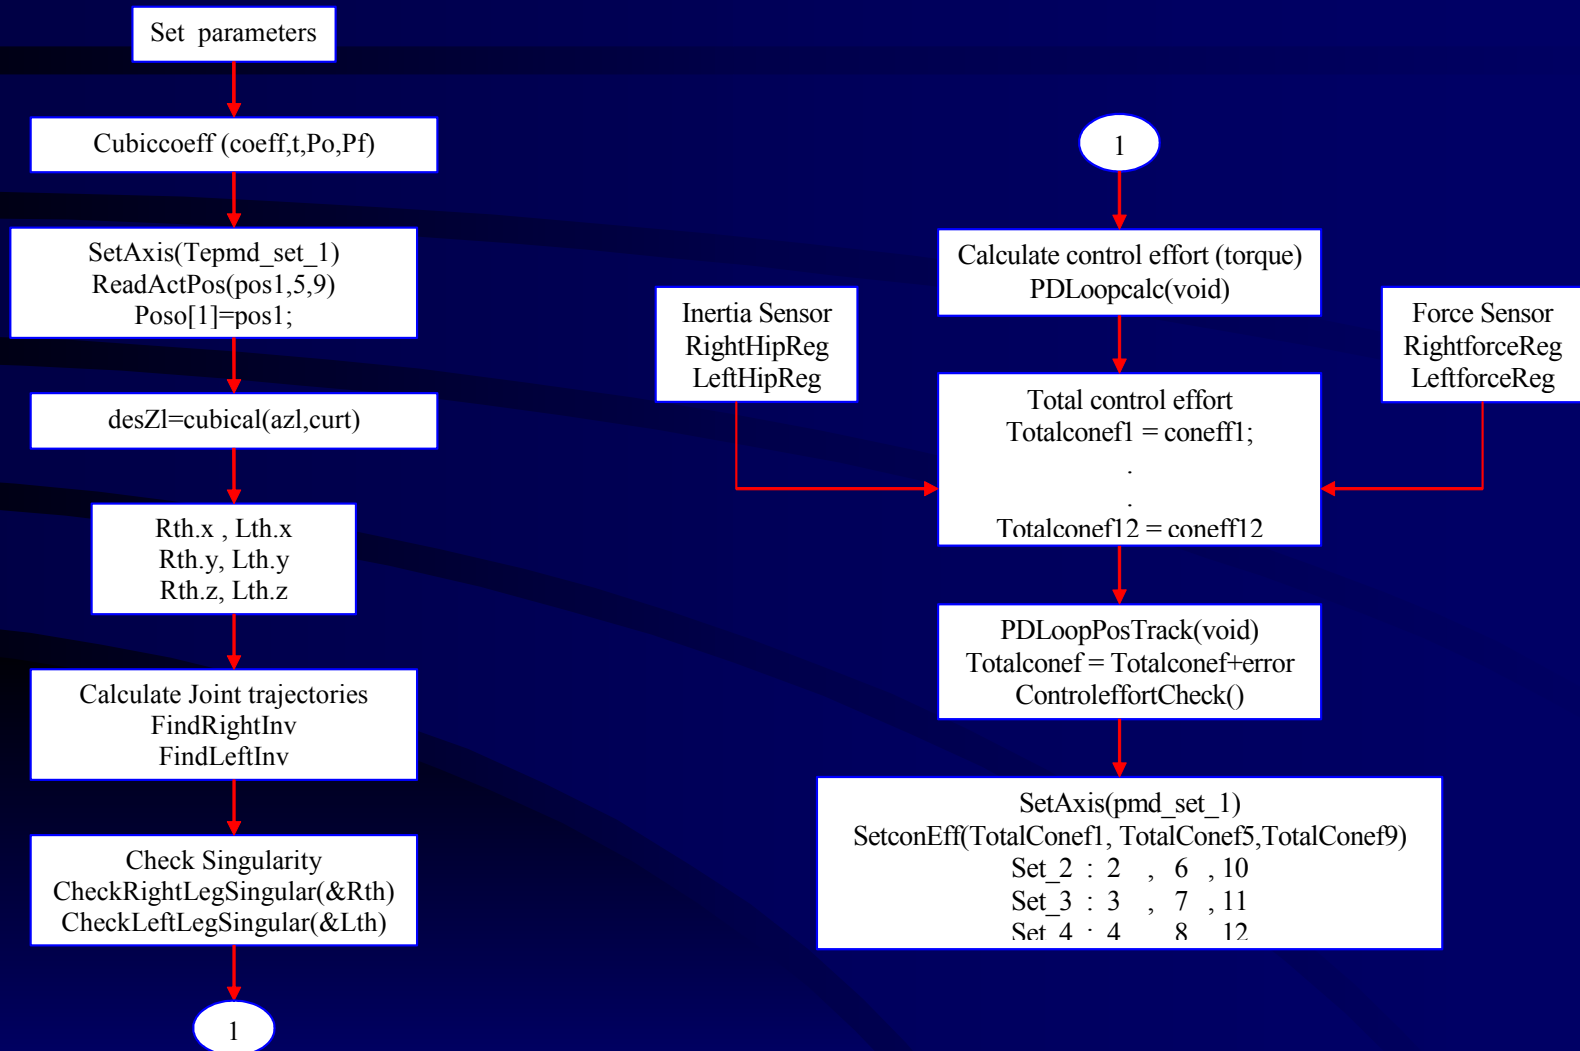 Set parameters
Cubiccoeff (coeff,t,Po,Pf)
SetAxis(Tepmd_set_1)
ReadActPos(pos1,5,9)
Poso[1]=pos1;
desZl=cubical(azl,curt)
Rth.x , Lth.x
Rth.y, Lth.y
Rth.z, Lth.z
Calculate Joint trajectories
FindRightInv
FindLeftInv
Check Singularity
CheckRightLegSingular(&Rth)
CheckLeftLegSingular(&Lth)
1
1
Calculate control effort (torque)
PDLoopcalc(void)
Inertia Sensor
RightHipReg
LeftHipReg
Force Sensor
RightforceReg
LeftforceReg
Total control effort
Totalconef1 = coneff1;
.
.
Totalconef12 = coneff12
PDLoopPosTrack(void)
Totalconef = Totalconef+error
ControleffortCheck()
SetAxis(pmd_set_1)
SetconEff(TotalConef1, TotalConef5,TotalConef9)
Set_2 : 2 , 6 , 10
Set_3 : 3 , 7 , 11
Set_4 : 4 8 12